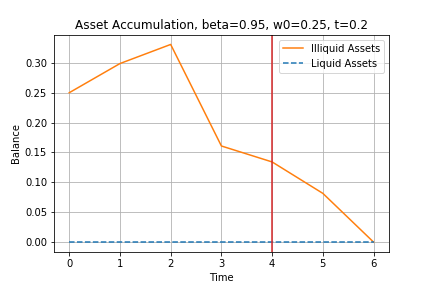 Asset Accumulation, beta=0.95, w0=0.25, t=0.2
Illiquid Assets
Liquid Assets
Balance
0.30
0.25
0.20
0.15
0.10
0.05
0.00
0 1 2 3 4 5 6
Time